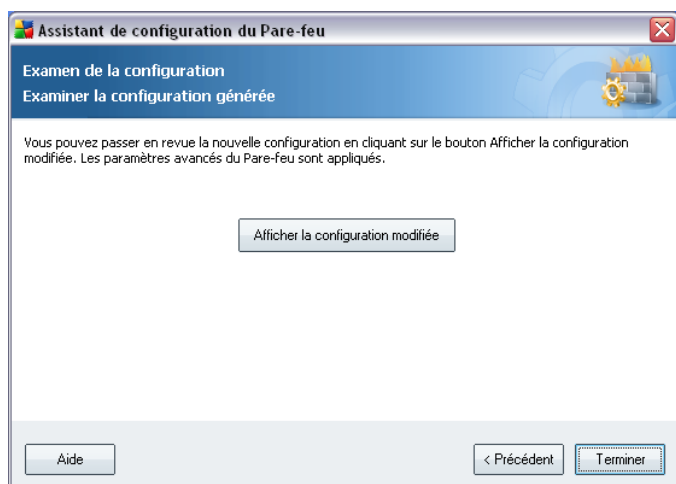 Assistant de configuration du Pare-feu
Examen de la configuration
Examiner la configuration générée
Vous pouvez passer en revue la nouvelle configuration en cliquant sur le bouton Afficher la configuration
modifiée. Les paramètres avancés du Pare-feu sont appliqués.
Afficher la configuration modifiée
Aide
< Précédent
Terminer